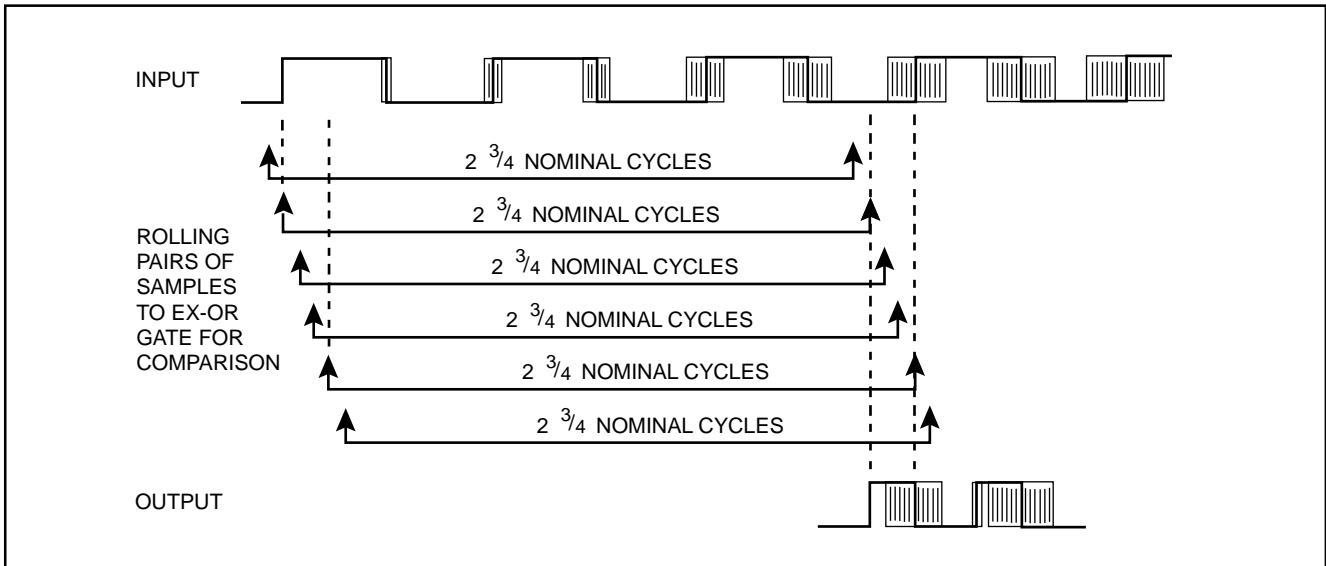 INPUT
2 3/4 NOMINAL CYCLES
2 3/4 NOMINAL CYCLES
ROLLING
PAIRS OF
SAMPLES
TO EX-OR
GATE FOR
COMPARISON
2 3/4 NOMINAL CYCLES
2 3/4 NOMINAL CYCLES
2 3/4 NOMINAL CYCLES
2 3/4 NOMINAL CYCLES
OUTPUT